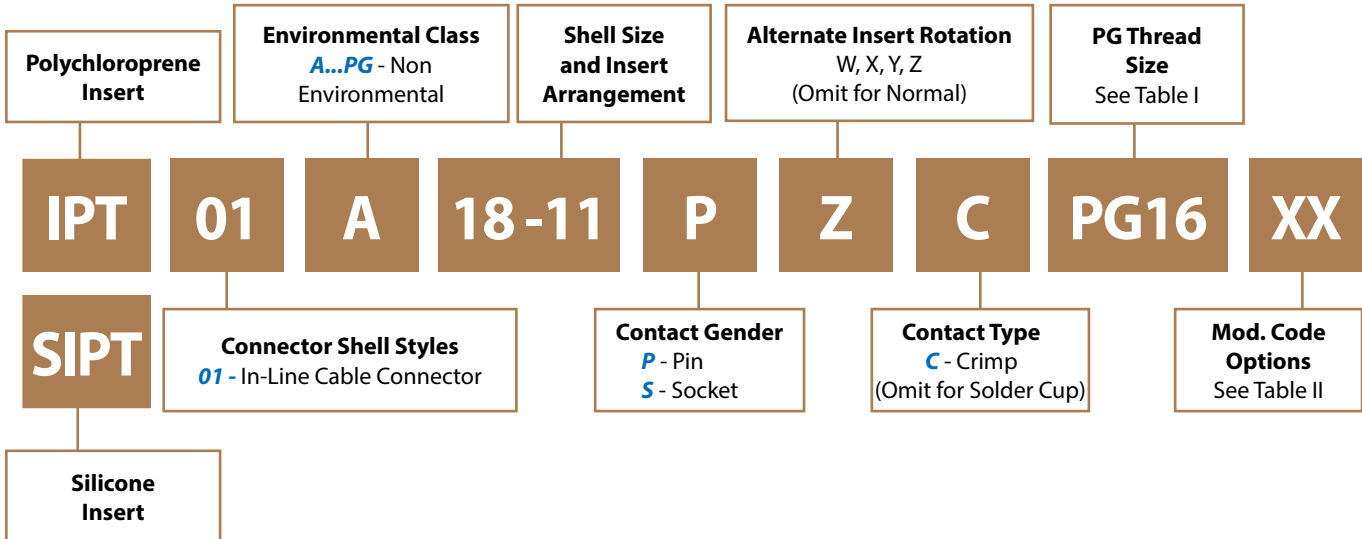 Polychloroprene
Insert
Environmental Class
A...PG - Non
Environmental
Shell Size
and Insert
Arrangement
Alternate Insert Rotation
W, X, Y, Z
(Omit for Normal)
PG Thread
Size
See Table I
IPT 01 A 18-11 P Z C PG16 XX
SIPT
Connector Shell Styles
01 - In-Line Cable Connector
Contact Gender
P - Pin
S - Socket
Contact Type
C - Crimp
(Omit for Solder Cup)
Mod. Code
Options
See Table II
Silicone
Insert